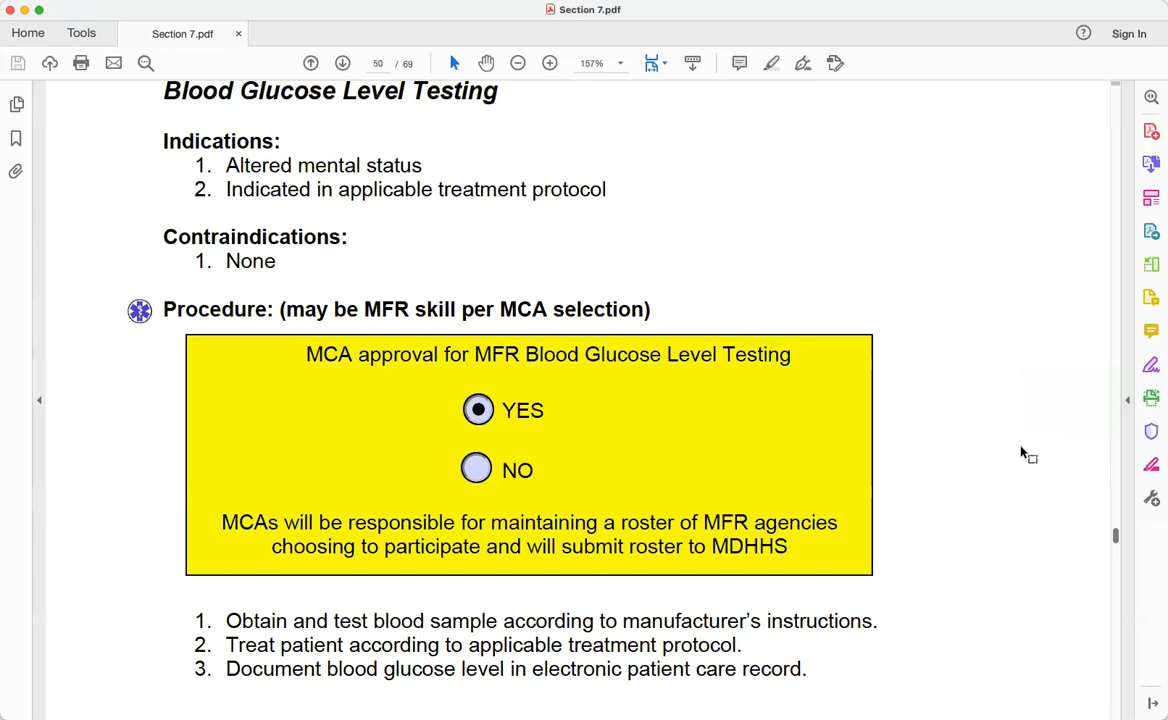 Section 7.pdf
Home
Tools
Section 7.pdf
×
Sign In
50 / 69
157%
Blood Glucose Level Testing
Indications:
1. Altered mental status
2. Indicated in applicable treatment protocol
Contraindications:
1. None
Procedure: (may be MFR skill per MCA selection)
MCA approval for MFR Blood Glucose Level Testing
YES
NO
MCAs will be responsible for maintaining a roster of MFR agencies
choosing to participate and will submit roster to MDHHS
1. Obtain and test blood sample according to manufacturer’s instructions.
2. Treat patient according to applicable treatment protocol.
3. Document blood glucose level in electronic patient care record.